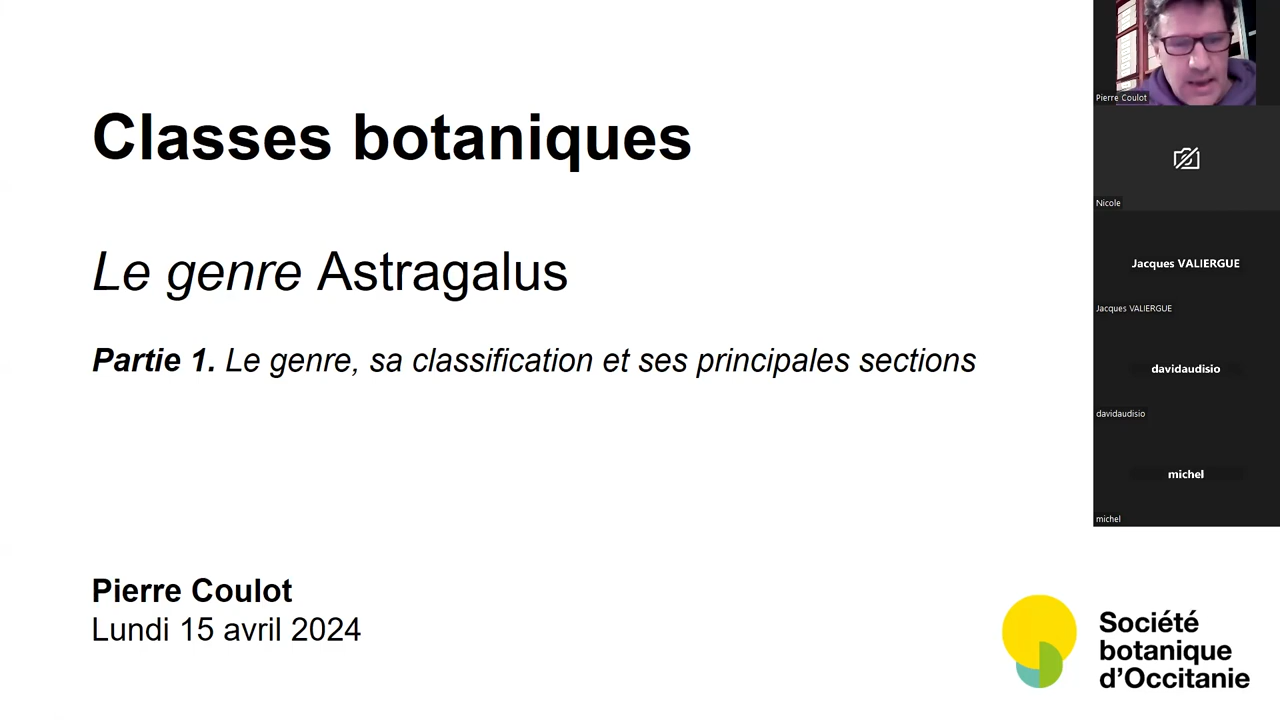 Classes botaniques
Le genre Astragalus
Partie 1. Le genre, sa classification et ses principales sections
Pierre Coulot
Lundi 15 avril 2024
Société
botanique
d'Occitanie
Pierre Coulot
Nicole
Jacques VALIERGUE
Jacques VALIERGUE
davidaudisio
davidaudisio
michel
michel